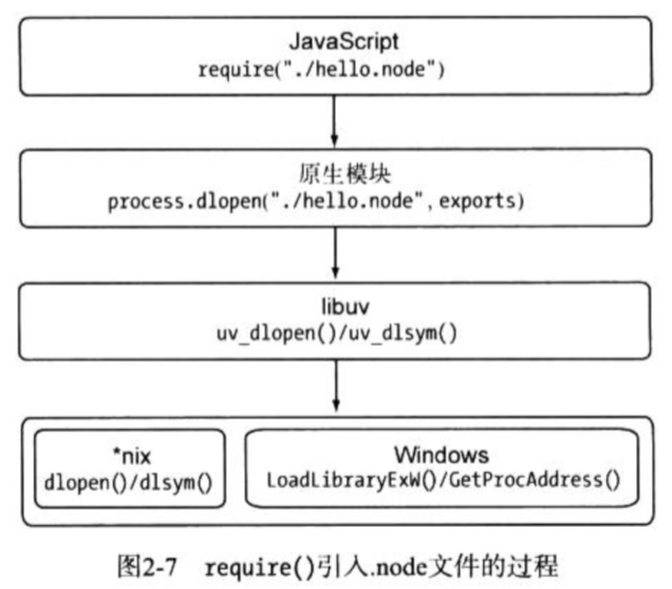 JavaScript
require("./hello.node")
原生模块
process.dlopen("./hello.node", exports)
libuv
uv_dlopen()/uv_dlsym()
*nix
dlopen()/dlsym()
Windows
LoadLibraryExW()/GetProcAddress()
图2-7 require()引入.node文件的过程